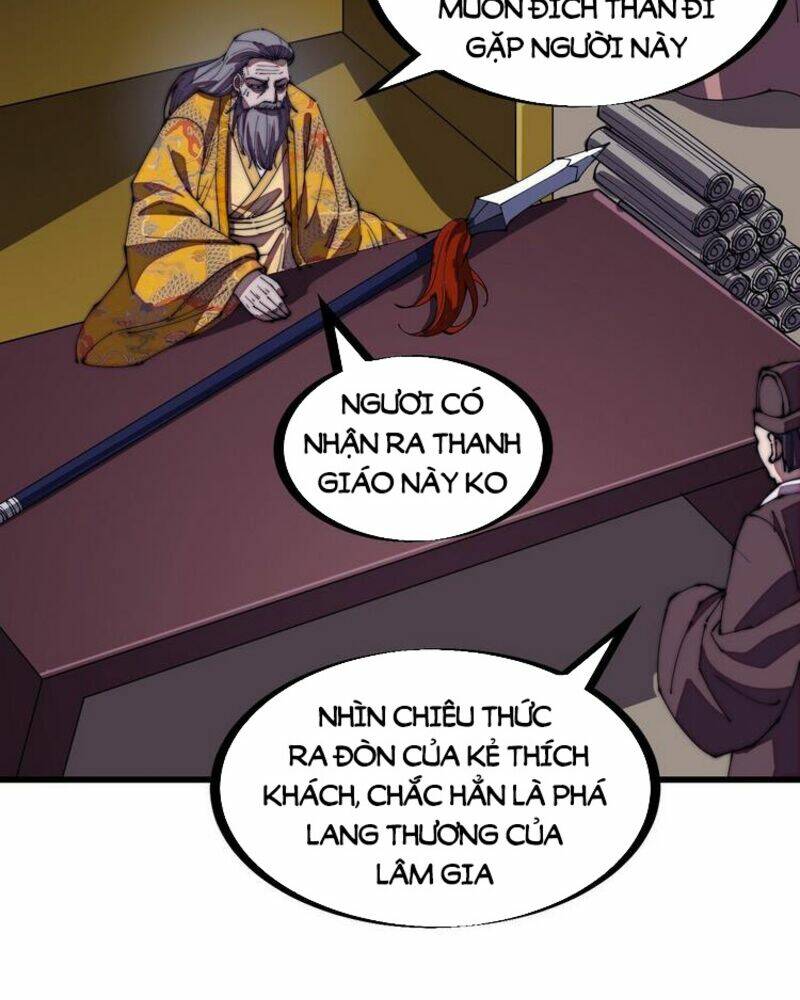 MUỐN ĐÍCH THÂN ĐI
GẶP NGƯỜI NÀY
NGƯƠI CÓ
NHẬN RA THANH
GIÁO NÀY KO
NHÌN CHIÊU THỨC
RA ĐÒN CỦA KẺ THÍCH
KHÁCH, CHẮC HẲN LÀ PHÁ
LANG THƯƠNG CỦA
LÂM GIA